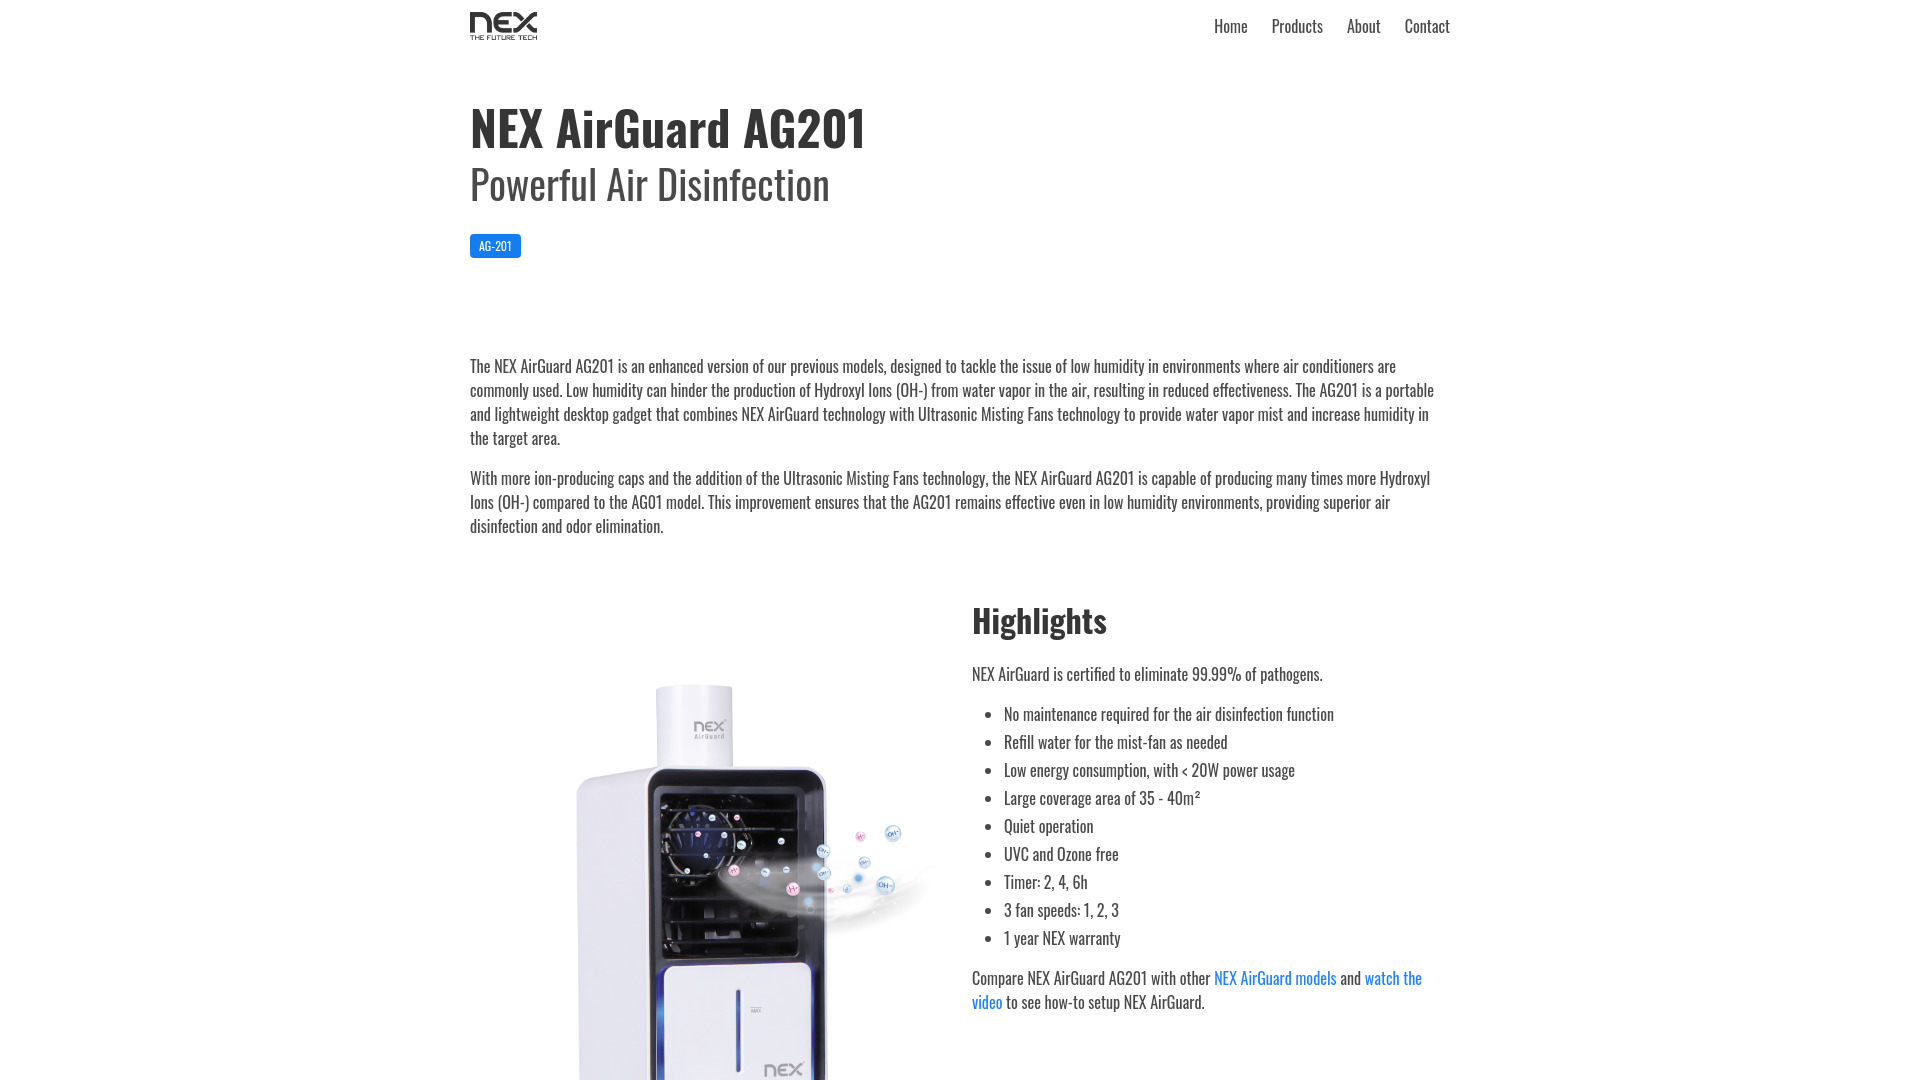 nex
THE FUTURE TECH
Home Products About Contact
NEX AirGuard AG201
Powerful Air Disinfection
AG-201
The NEX AirGuard AG201 is an enhanced version of our previous models, designed to tackle the issue of low humidity in environments where air conditioners are
commonly used. Low humidity can hinder the production of Hydroxyl Ions (OH-) from water vapor in the air, resulting in reduced effectiveness. The AG201 is a portable
and lightweight desktop gadget that combines NEX AirGuard technology with Ultrasonic Misting Fans technology to provide water vapor mist and increase humidity in
the target area.
With more ion-producing caps and the addition of the Ultrasonic Misting Fans technology, the NEX AirGuard AG201 is capable of producing many times more Hydroxyl
Ions (OH-) compared to the AG01 model. This improvement ensures that the AG201 remains effective even in low humidity environments, providing superior air
disinfection and odor elimination.
Highlights
NEX AirGuard is certified to eliminate 99.99% of pathogens.
No maintenance required for the air disinfection function
Refill water for the mist-fan as needed
Low energy consumption, with < 20W power usage
Large coverage area of 35 - 40m²
Quiet operation
UVC and Ozone free
Timer: 2, 4, 6h
3 fan speeds: 1, 2, 3
1 year NEX warranty
Compare NEX AirGuard AG201 with other NEX AirGuard models and watch the
video to see how-to setup NEX AirGuard.
nex
AirGuard
H+
OH-
OH-
OH-
H+
OH-
H+
OH-
MAX
nex